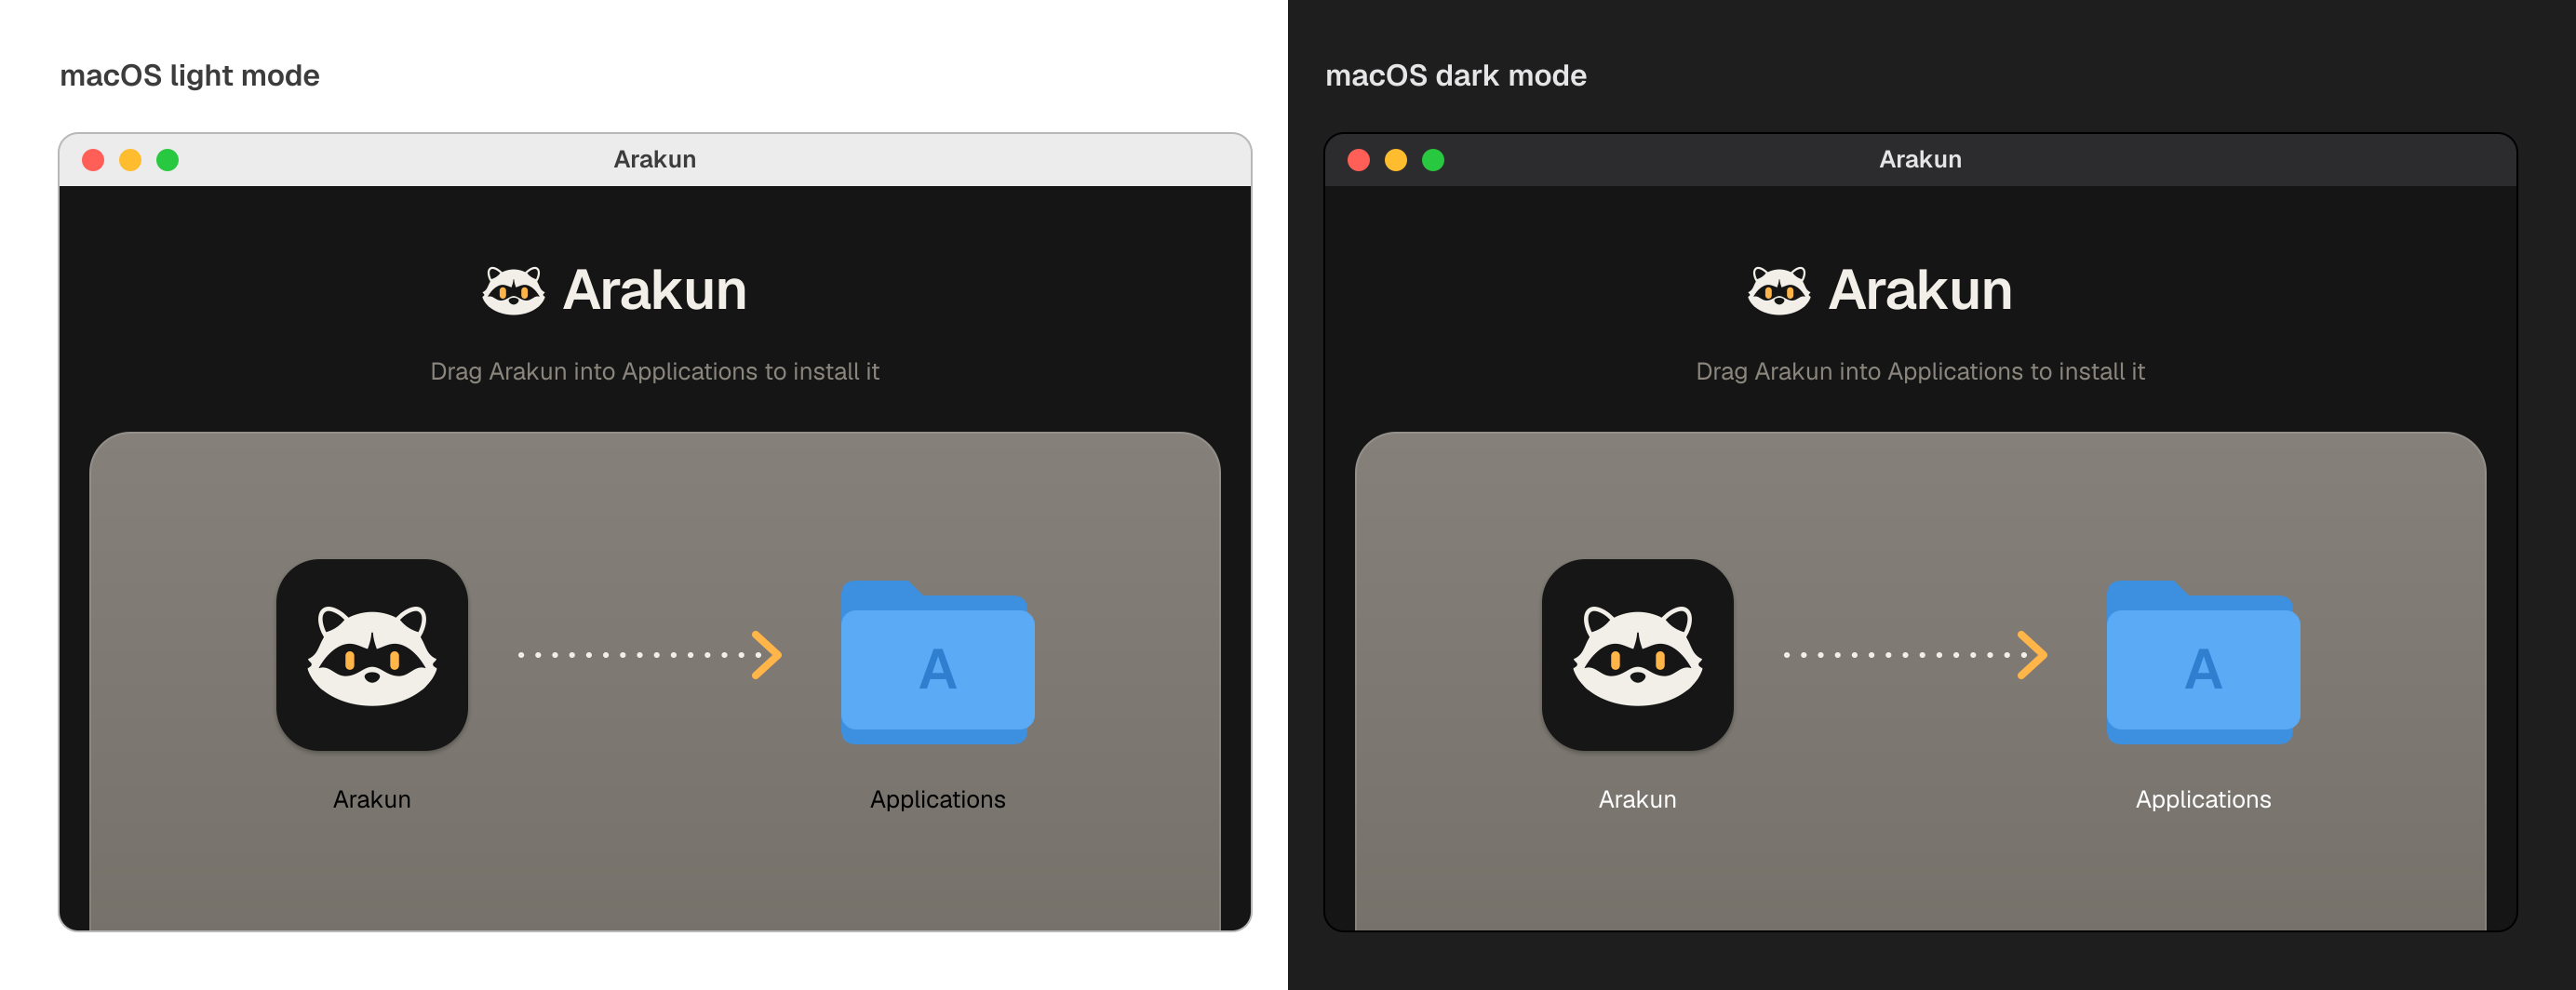 macOS light mode
Arakun
Arakun
Drag Arakun into Applications to install it
A
Arakun
Applications
macOS dark mode
Arakun
Arakun
Drag Arakun into Applications to install it
A
Arakun
Applications